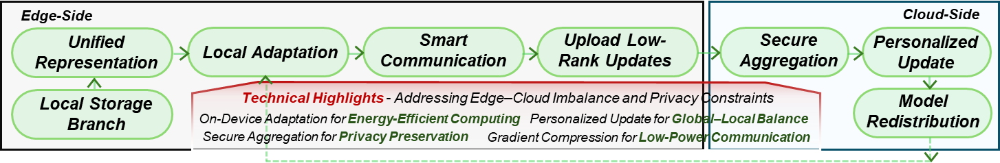 Edge-Side
Cloud-Side
Unified
Representation
Local Adaptation
Smart
Communication
Upload Low-
Rank Updates
Secure
Aggregation
Personalized
Update
Local Storage
Branch
Technical Highlights - Addressing Edge–Cloud Imbalance and Privacy Constraints
On-Device Adaptation for Energy-Efficient Computing Personalized Update for Global–Local Balance
Secure Aggregation for Privacy Preservation Gradient Compression for Low-Power Communication
Model
Redistribution